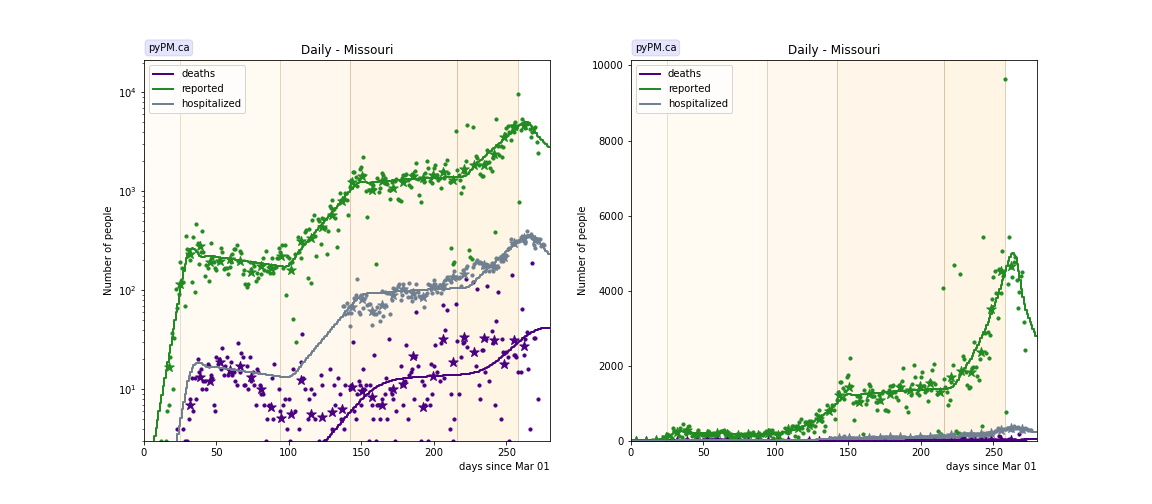 pyPM.ca
Daily - Missouri
deaths
reported
hospitalized
Number of people
10^4
10^3
10^2
10^1
0
50
100
150
200
250
days since Mar 01
pyPM.ca
Daily - Missouri
deaths
reported
hospitalized
Number of people
10000
8000
6000
4000
2000
0
0
50
100
150
200
250
days since Mar 01